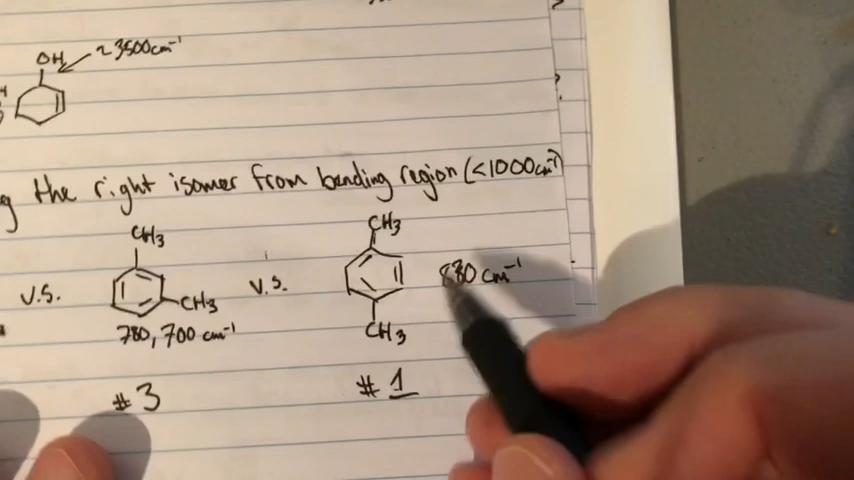 OH ~3500cm⁻¹
the right isomer from bending region (<1000cm⁻¹)
CH₃ CH₃
v.s. v.s. cm⁻¹
CH₃
780, 700 cm⁻¹ CH₃
#3 #1